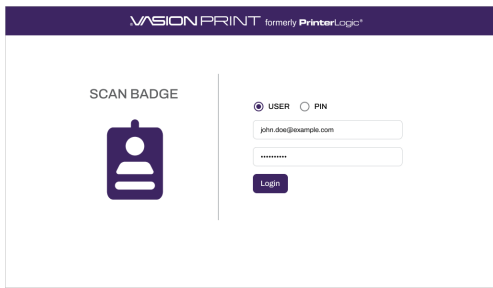 VASION PRINT formerly PrinterLogic®
SCAN BADGE
USER PIN
john.doe@example.com
••••••••••
Login